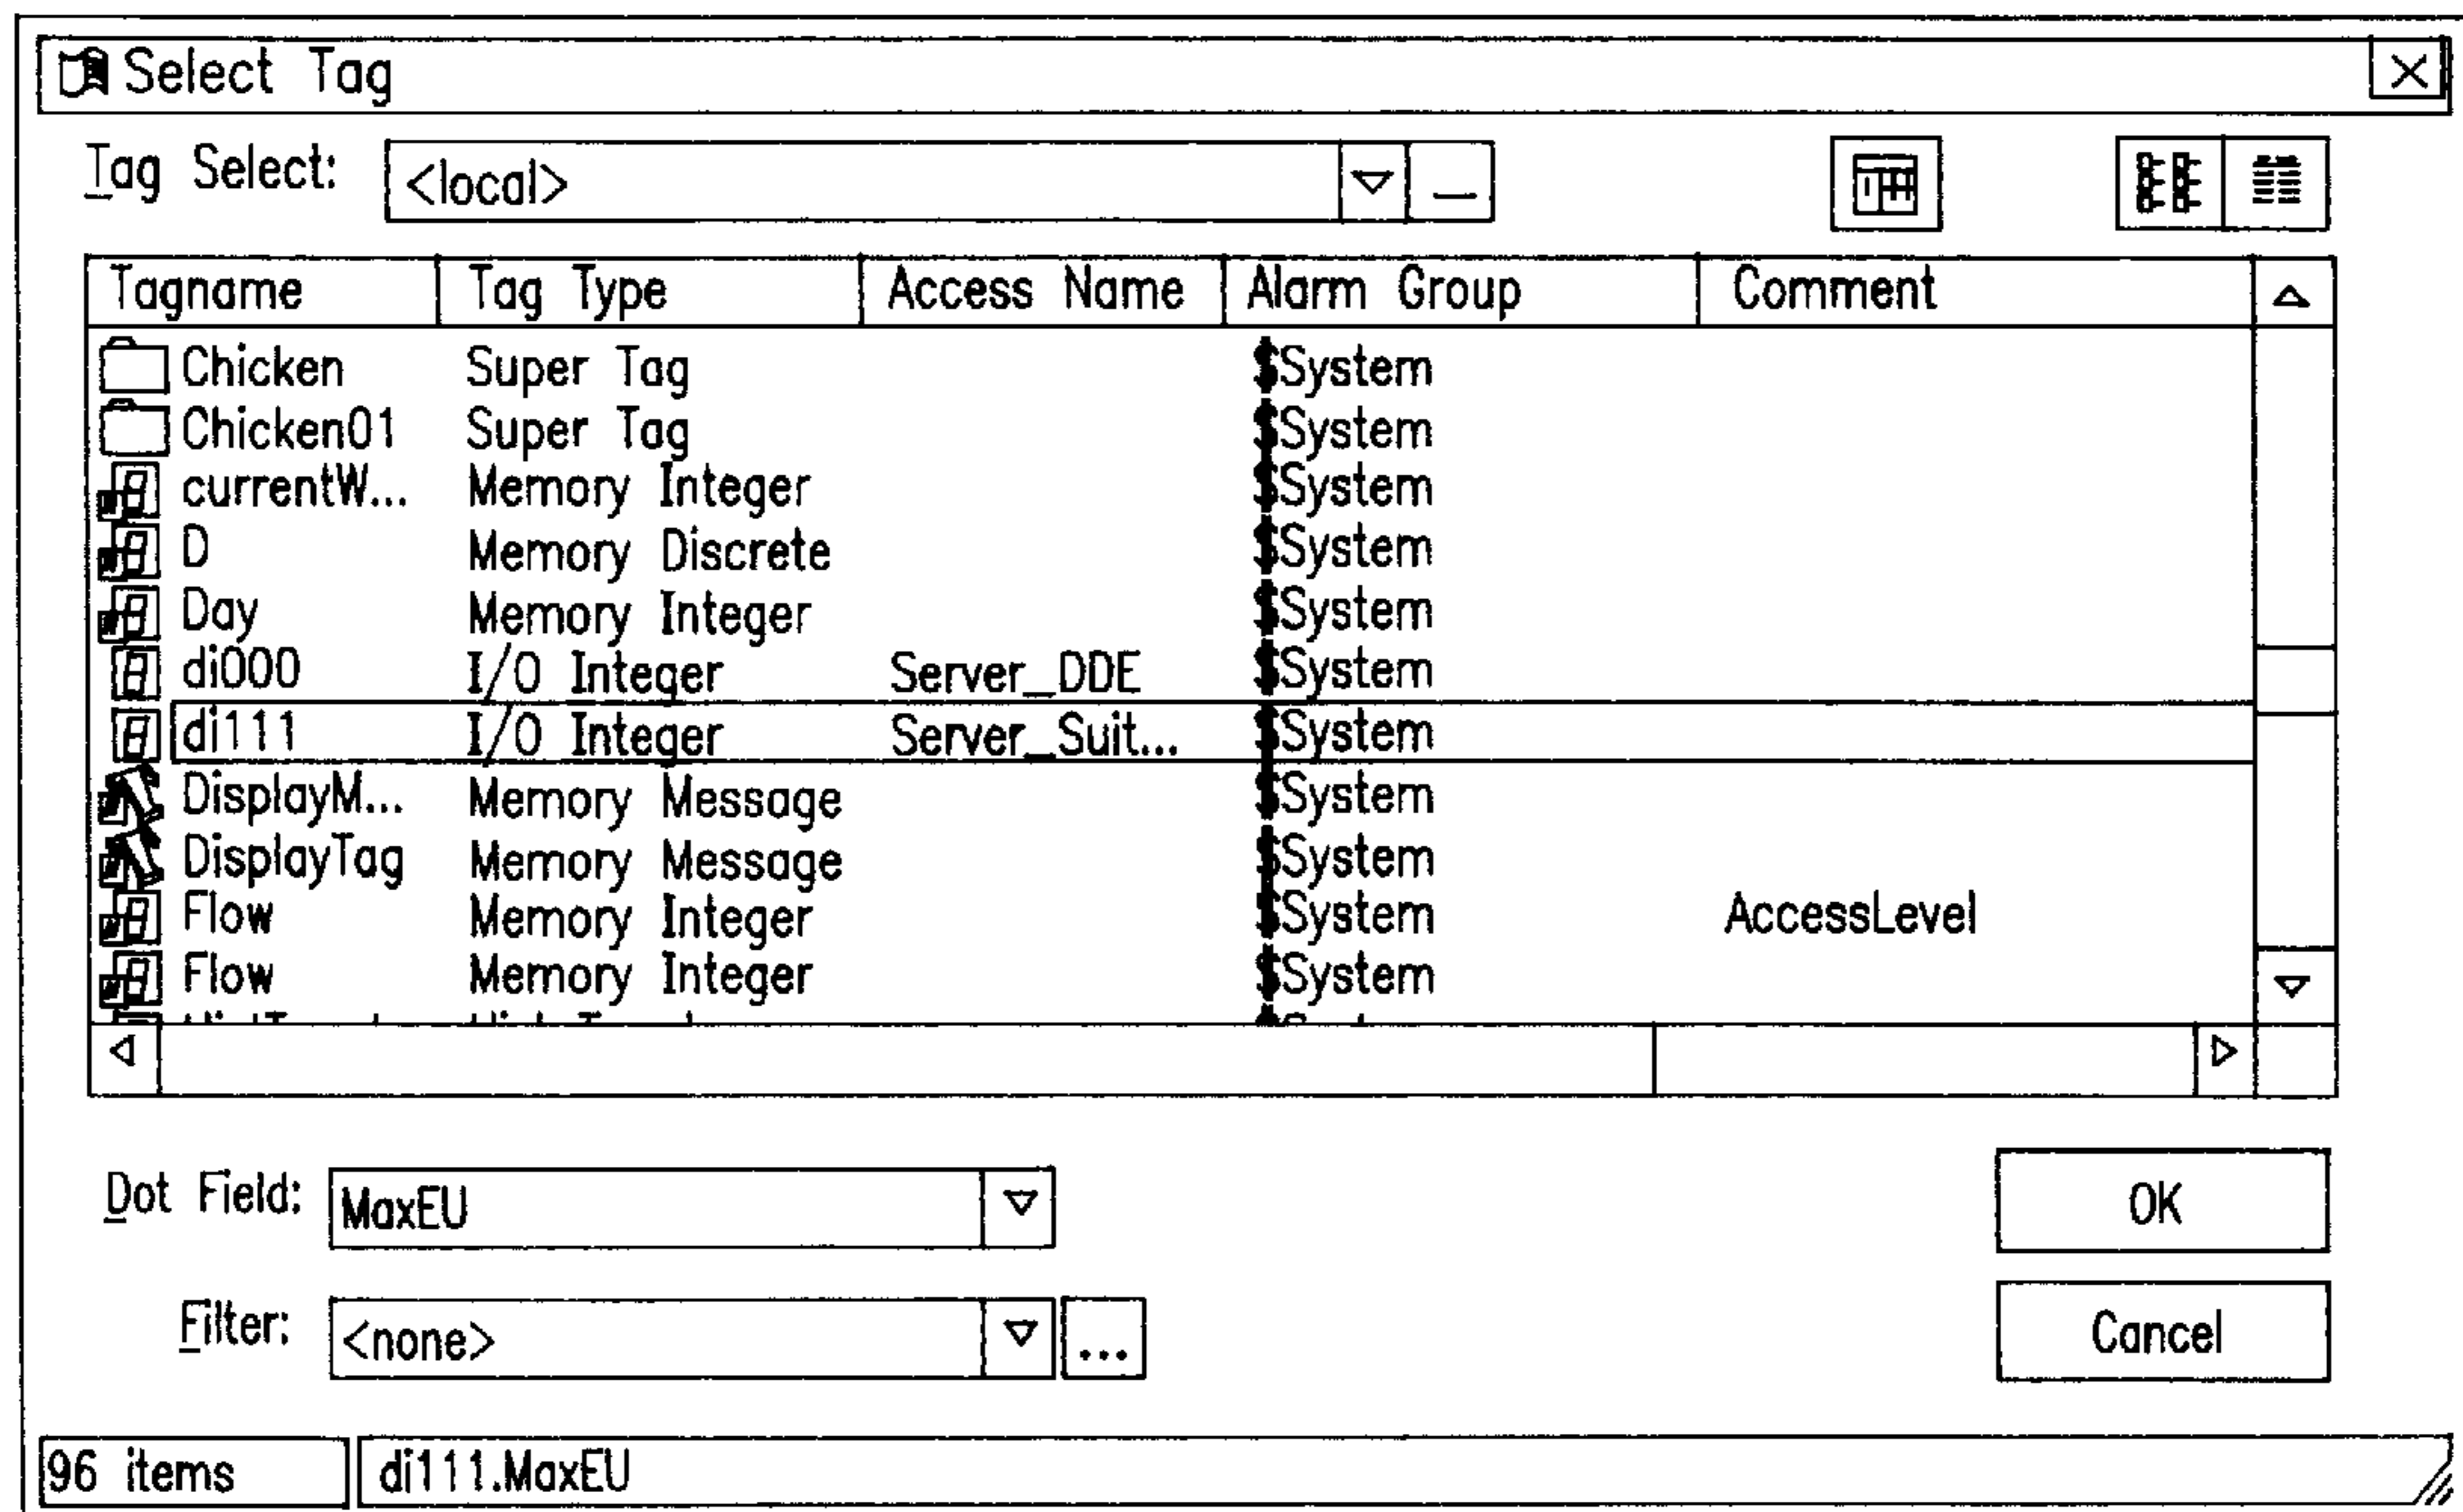 Select Tag
Tag Select: <local>
Tagname Tag Type Access Name Alarm Group Comment
Chicken Super Tag $System
Chicken01 Super Tag $System
currentW... Memory Integer $System
D Memory Discrete $System
Day Memory Integer $System
di000 I/O Integer Server_DDE $System
di111 I/O Integer Server_Suit... $System
DisplayM... Memory Message $System
DisplayTag Memory Message $System
Flow Memory Integer $System AccessLevel
Flow Memory Integer $System
Dot Field: MaxEU OK
Filter: <none> ... Cancel
96 items di111.MaxEU